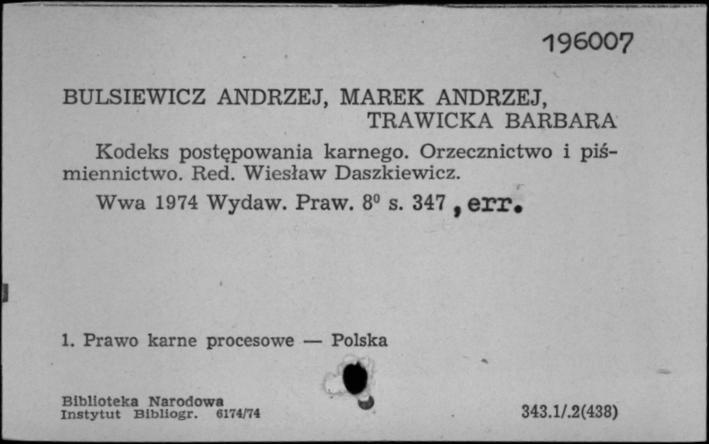 196007
BULSIEWICZ ANDRZEJ, MAREK ANDRZEJ,
TRAWICKA BARBARA
Kodeks postępowania karnego. Orzecznictwo i piś-
miennictwo. Red. Wiesław Daszkiewicz.
Wwa 1974 Wydaw. Praw. 8⁰ s. 347 , err.
1. Prawo karne procesowe — Polska
Biblioteka Narodowa
Instytut Bibliogr. 6174/74
343.1/.2(438)